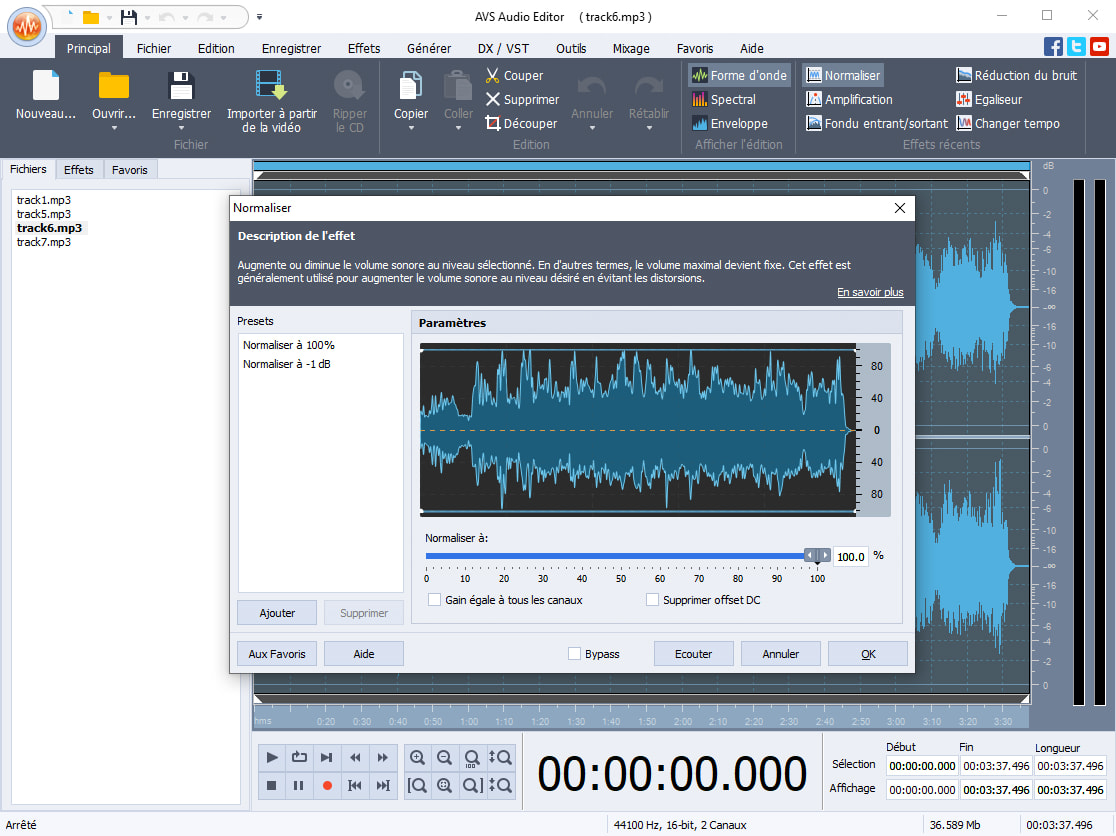 AVS Audio Editor ( track6.mp3 )
Principal Fichier Edition Enregistrer Effets Générer DX / VST Outils Mixage Favoris Aide
Nouveau... Ouvrir... Enregistrer Importer à partir de la vidéo Ripper le CD
Fichier
Copier Coller Couper Supprimer Découper Annuler Rétablir
Edition
Forme d'onde
Spectral
Enveloppe
Afficher l'édition
Normaliser Réduction du bruit
Amplification Egaliseur
Fondu entrant/sortant Changer tempo
Effets récents
Fichiers Effets Favoris
track1.mp3
track5.mp3
track6.mp3
track7.mp3
Normaliser
Description de l'effet
Augmente ou diminue le volume sonore au niveau sélectionné. En d'autres termes, le volume maximal devient fixe. Cet effet est
généralement utilisé pour augmenter le volume sonore au niveau désiré en évitant les distorsions.
En savoir plus
Presets
Normaliser à 100%
Normaliser à -1 dB
Ajouter Supprimer
Paramètres
80
40
0
40
80
Normaliser à:
100.0 %
0 10 20 30 40 50 60 70 80 90 100
Gain égale à tous les canaux Supprimer offset DC
Aux Favoris Aide Bypass Ecouter Annuler OK
dB
0
-2
-4
-6
-10
-16
-∞
-16
-10
-6
-4
-2
0
0
-2
-4
-6
-10
-16
-∞
-16
-10
-6
-4
-2
0
hms 0:20 0:30 0:40 0:50 1:00 1:10 1:20 1:30 1:40 1:50 2:00 2:10 2:20 2:30 2:40 2:50 3:00 3:10 3:20 3:30
100
00:00:00.000
Début Fin Longueur
Sélection 00:00:00.000 00:03:37.496 00:03:37.496
Affichage 00:00:00.000 00:03:37.496 00:03:37.496
Arrêté 44100 Hz, 16-bit, 2 Canaux 36.589 Mb 00:03:37.496